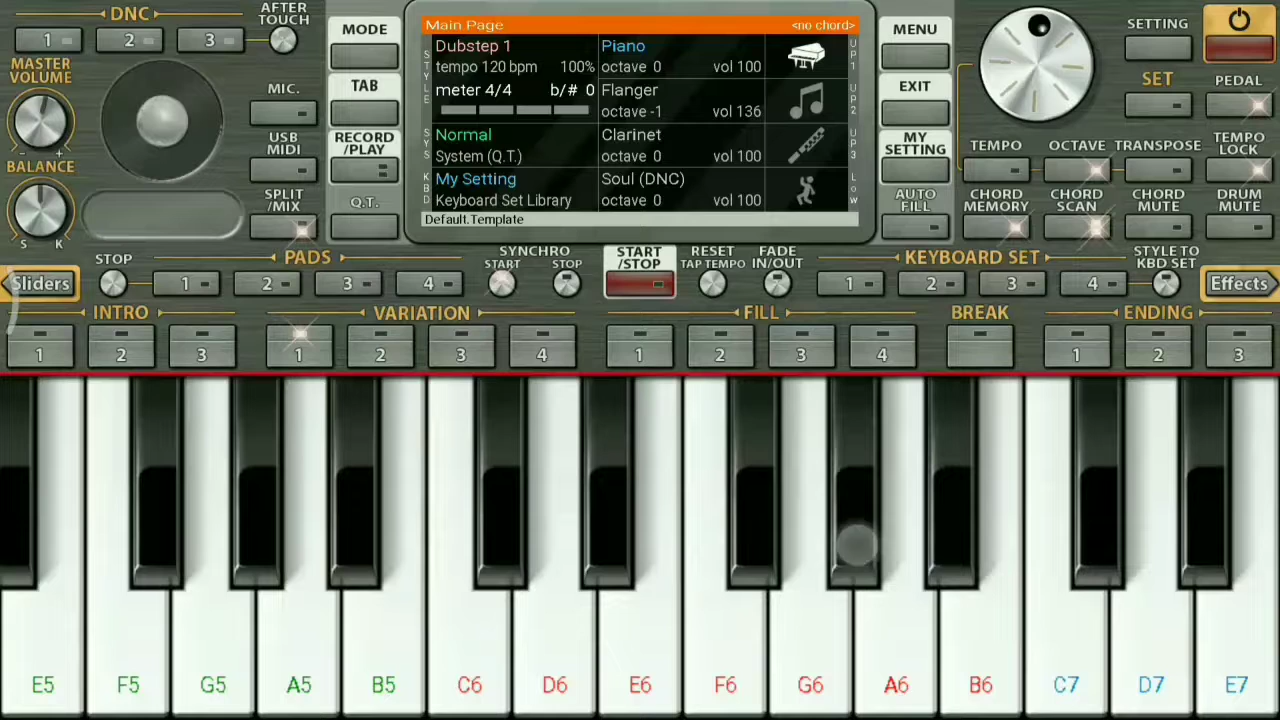 DNC
AFTER
TOUCH
1 2 3
MASTER
VOLUME
BALANCE
S K
MIC.
USB
MIDI
SPLIT
/MIX
MODE
TAB
RECORD
/PLAY
Q.T.
Main Page <no chord>
STYLE
Dubstep 1
tempo 120 bpm 100%
meter 4/4 b/# 0
SYS
Normal
System (Q.T.)
KBD
My Setting
Keyboard Set Library
Piano
octave 0 vol 100
UP1
Flanger
octave -1 vol 136
UP2
Clarinet
octave 0 vol 100
UP3
Soul (DNC)
octave 0 vol 100
Low
Default.Template
MENU
EXIT
MY
SETTING
AUTO
FILL
SETTING
SET
PEDAL
TEMPO OCTAVE TRANSPOSE TEMPO
LOCK
CHORD
MEMORY
CHORD
SCAN
CHORD
MUTE
DRUM
MUTE
Sliders
STOP
PADS
1 2 3 4
SYNCHRO
START STOP
START
/STOP
RESET
TAP TEMPO
FADE
IN/OUT
KEYBOARD SET
1 2 3 4
STYLE TO
KBD SET
Effects
INTRO VARIATION FILL BREAK ENDING
1 2 3 1 2 3 4 1 2 3 4 1 2 3
E5 F5 G5 A5 B5 C6 D6 E6 F6 G6 A6 B6 C7 D7 E7